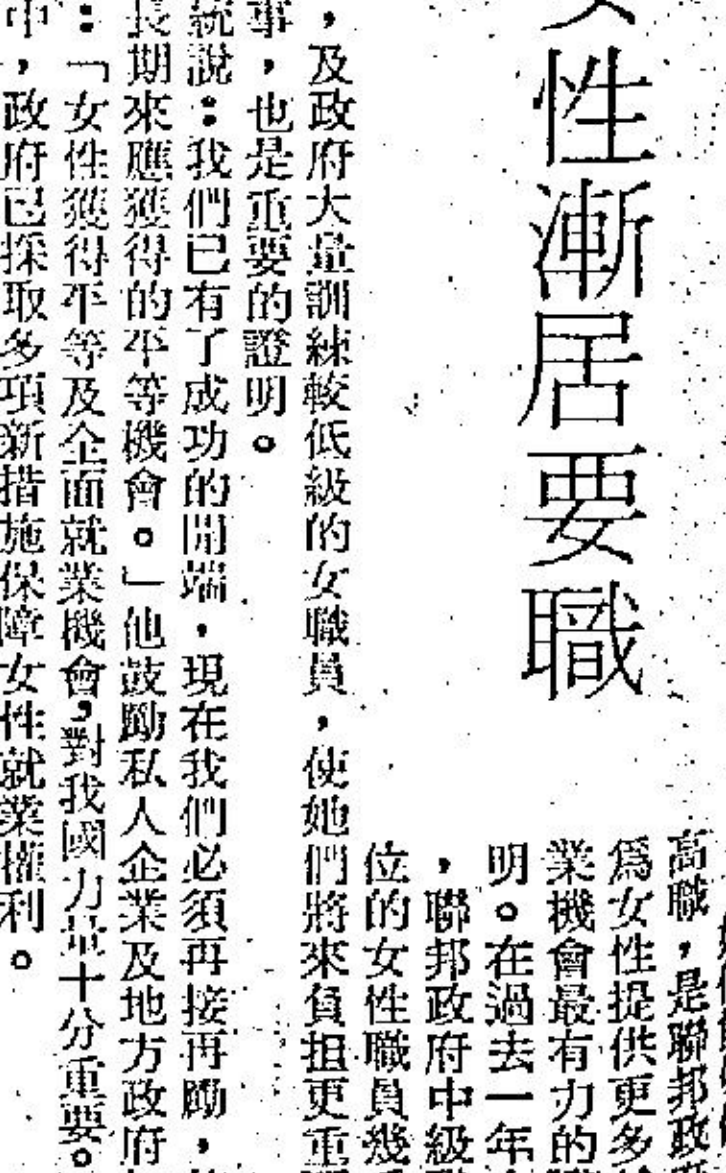 女性漸居要職
高職，是聯邦政
爲女性提供更多
業機會最有力的
明。在過去一年
，聯邦政府中級
位的女性職員幾
，及政府大量訓練較低級的女職員，使她們將來負担更重
事，也是重要的證明。
統說：我們已有了成功的開端，現在我們必須再接再勵，
長期來應獲得的平等機會。」他鼓勵私人企業及地方政府
：「女性獲得平等及全面就業機會，對我國力量十分重要。
中，政府已採取多項新措施保障女性就業權利。